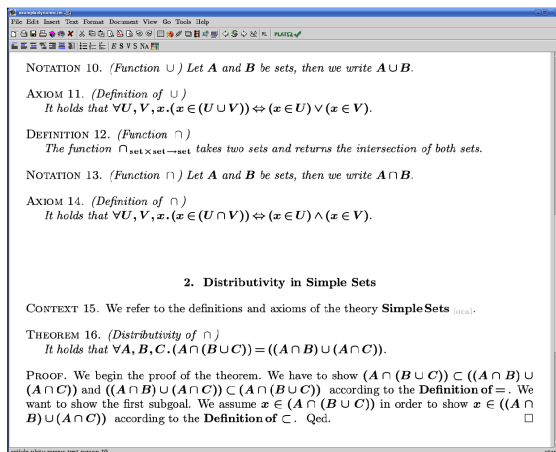 File Edit Insert Text Format Document View Go Tools Help
PLATΩ
E S V S NA
NOTATION 10. (Function ∪ ) Let A and B be sets, then we write A ∪ B.
AXIOM 11. (Definition of ∪ )
It holds that ∀U, V, x.(x ∈ (U ∪ V)) ⇔ (x ∈ U) ∨ (x ∈ V).
DEFINITION 12. (Function ∩ )
The function ∩set×set→set takes two sets and returns the intersection of both sets.
NOTATION 13. (Function ∩ ) Let A and B be sets, then we write A ∩ B.
AXIOM 14. (Definition of ∩ )
It holds that ∀U, V, x.(x ∈ (U ∩ V)) ⇔ (x ∈ U) ∧ (x ∈ V).
2. Distributivity in Simple Sets
CONTEXT 15. We refer to the definitions and axioms of the theory Simple Sets [local].
THEOREM 16. (Distributivity of ∩ )
It holds that ∀A, B, C.(A ∩ (B ∪ C)) = ((A ∩ B) ∪ (A ∩ C)).
PROOF. We begin the proof of the theorem. We have to show (A ∩ (B ∪ C)) ⊂ ((A ∩ B) ∪
(A ∩ C)) and ((A ∩ B) ∪ (A ∩ C)) ⊂ (A ∩ (B ∪ C)) according to the Definition of = . We
want to show the first subgoal. We assume x ∈ (A ∩ (B ∪ C)) in order to show x ∈ ((A ∩
B) ∪ (A ∩ C)) according to the Definition of ⊂ . Qed. □